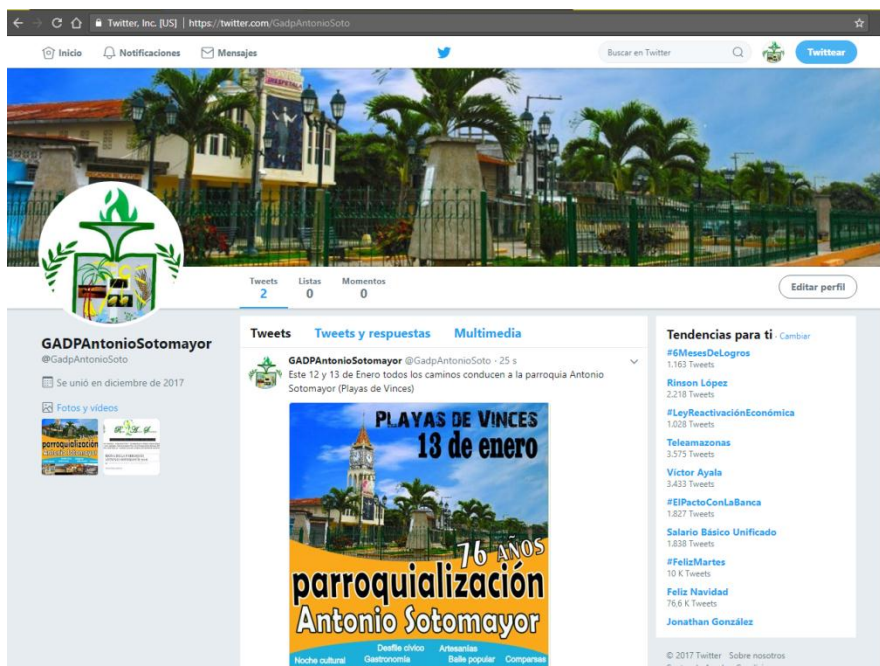 Twitter, Inc. [US] | https://twitter.com/GadpAntonioSoto
Inicio Notificaciones Mensajes
Buscar en Twitter
Twittear
Tweets Listas Momentos
2 0 0
Editar perfil
GADPAntonioSotomayor
@GadpAntonioSoto
Se unió en diciembre de 2017
Fotos y vídeos
Tweets Tweets y respuestas Multimedia
GADPAntonioSotomayor @GadpAntonioSoto · 25 s
Este 12 y 13 de Enero todos los caminos conducen a la parroquia Antonio
Sotomayor (Playas de Vinces)
PLAYAS DE VINCES
13 de enero
76 AÑOS
parroquialización
Antonio Sotomayor
Desfile cívico Artesanías
Noche cultural Gastronomía Baile popular Comparsas
Tendencias para ti · Cambiar
#6MesesDeLogros
1.163 Tweets
Rinson López
2.218 Tweets
#LeyReactivaciónEconómica
1.028 Tweets
Teleamazonas
3.575 Tweets
Víctor Ayala
3.433 Tweets
#ElPactoConLaBanca
1.827 Tweets
Salario Básico Unificado
1.838 Tweets
#FelizMartes
10 K Tweets
Feliz Navidad
76,6 K Tweets
Jonathan González
© 2017 Twitter Sobre nosotros